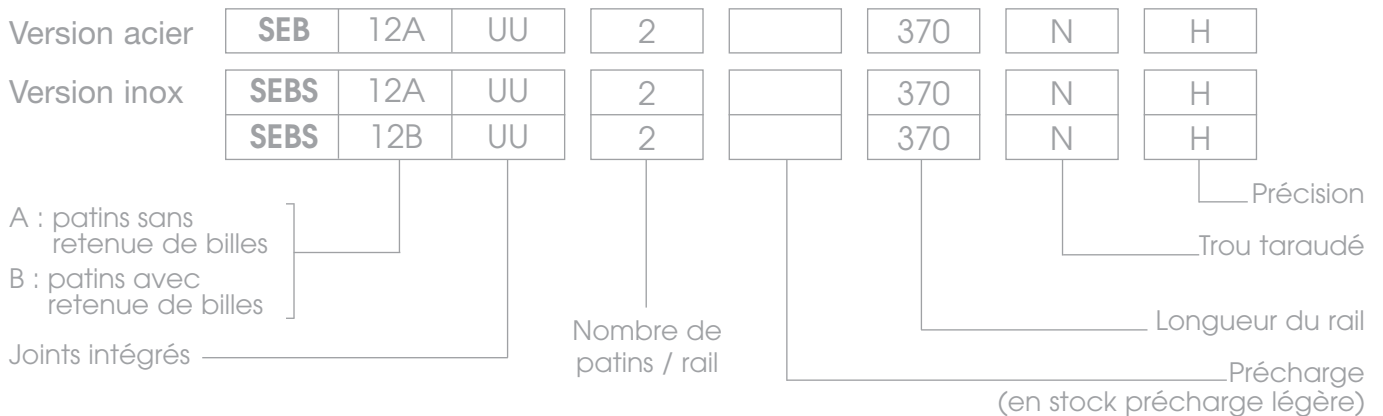 Version acier SEB 12A UU 2 370 N H
Version inox SEBS 12A UU 2 370 N H
SEBS 12B UU 2 370 N H
A : patins sans
retenue de billes
B : patins avec
retenue de billes
Joints intégrés
Nombre de
patins / rail
Précision
Trou taraudé
Longueur du rail
Précharge
(en stock précharge légère)